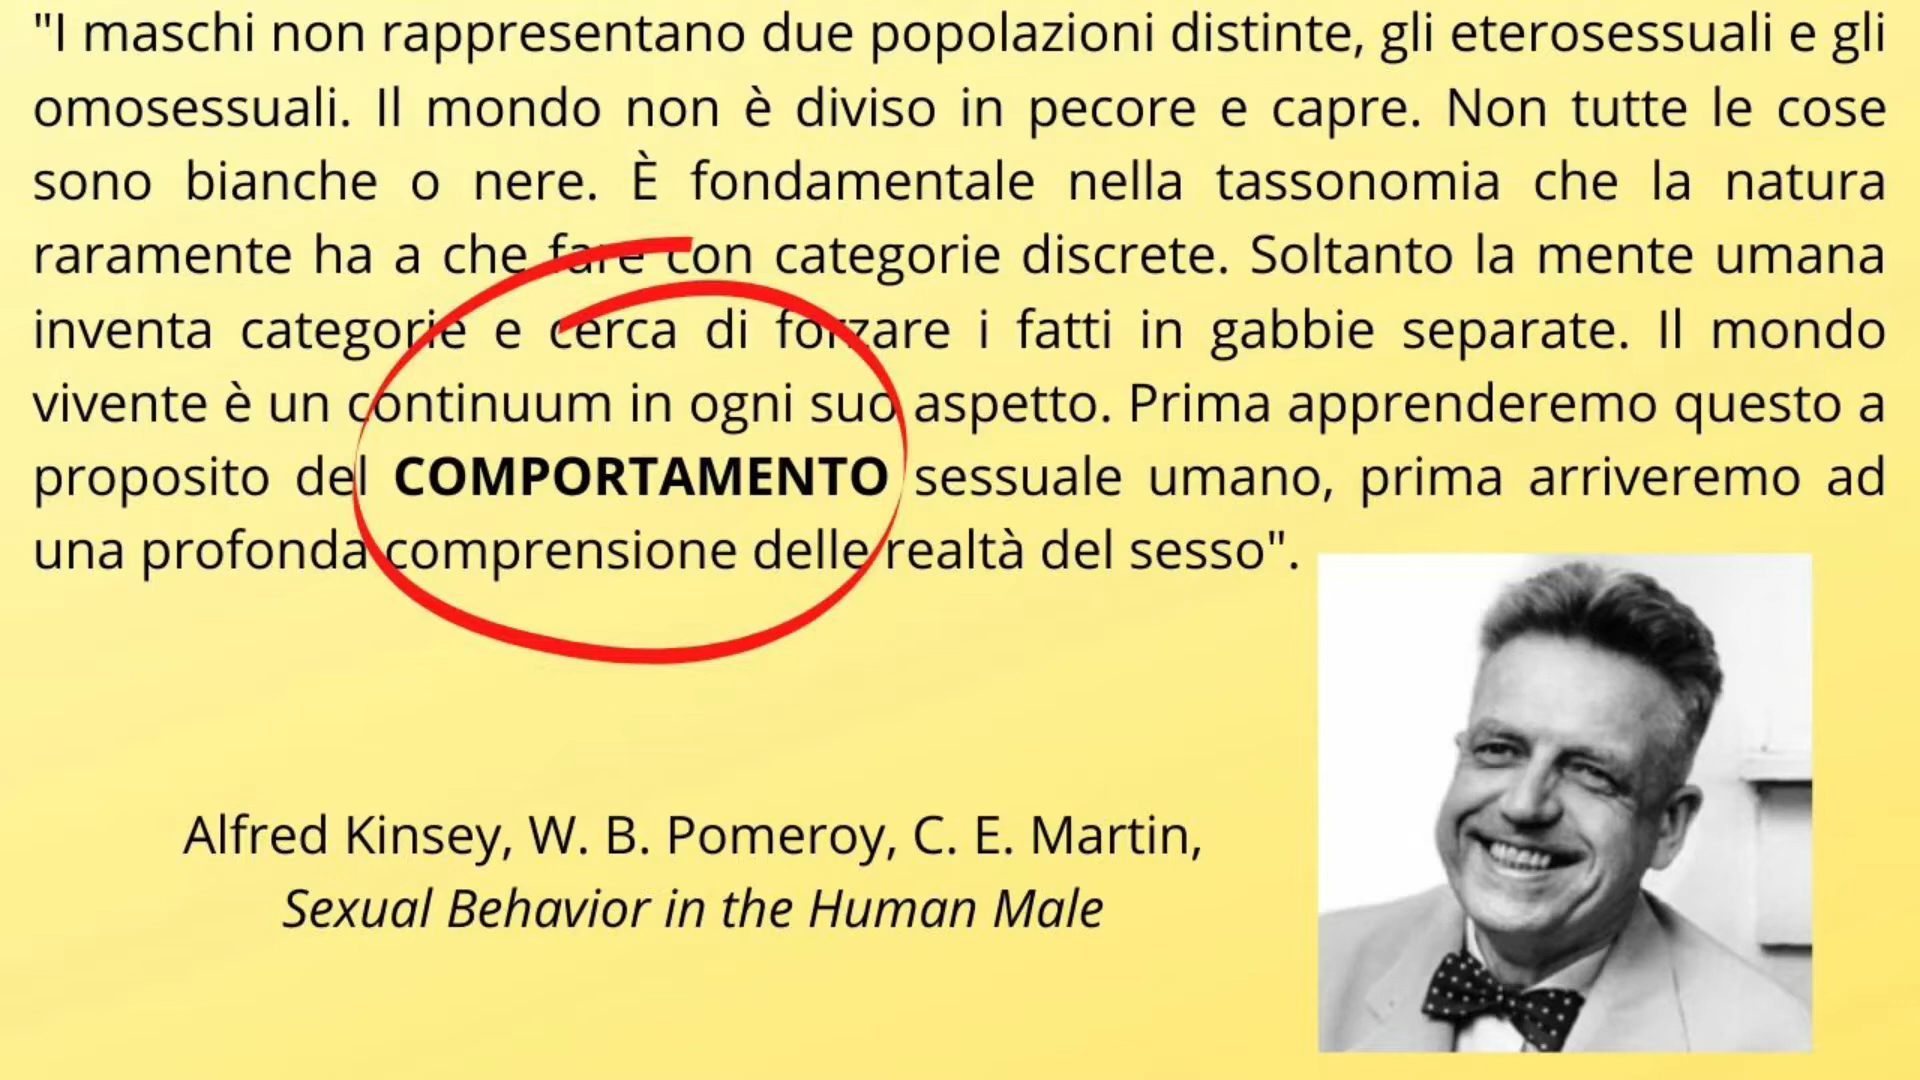 "I maschi non rappresentano due popolazioni distinte, gli eterosessuali e gli
omosessuali. Il mondo non è diviso in pecore e capre. Non tutte le cose
sono bianche o nere. È fondamentale nella tassonomia che la natura
raramente ha a che fare con categorie discrete. Soltanto la mente umana
inventa categorie e cerca di forzare i fatti in gabbie separate. Il mondo
vivente è un continuum in ogni suo aspetto. Prima apprenderemo questo a
proposito del COMPORTAMENTO sessuale umano, prima arriveremo ad
una profonda comprensione delle realtà del sesso".
Alfred Kinsey, W. B. Pomeroy, C. E. Martin,
Sexual Behavior in the Human Male